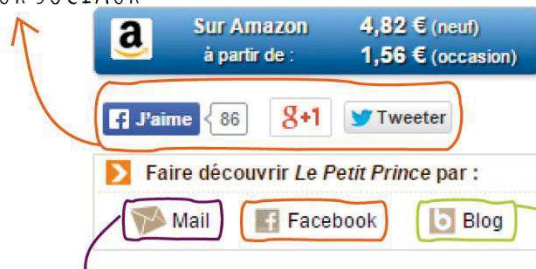 a Sur Amazon 4,82 € (neuf)
à partir de : 1,56 € (occasion)
f J'aime 86 g+1 Tweeter
Faire découvrir Le Petit Prince par :
Mail f Facebook b Blog